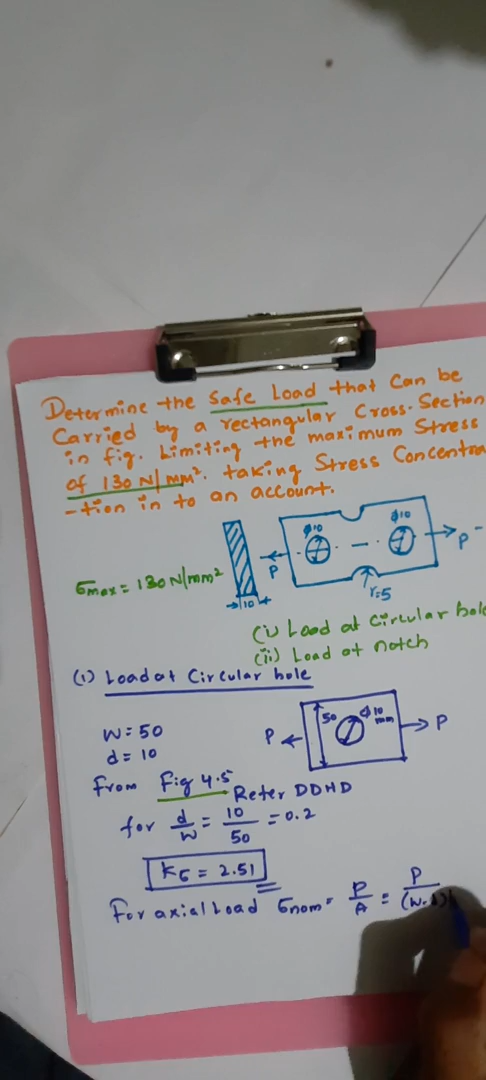 Determine the Safe Load that Can be
Carried by a rectangular Cross-Section
in fig. Limiting the maximum Stress
of 130 N/mm². taking Stress Concentra
-tion in to an account.
ϕ10
ϕ10
P
P
σmax = 130 N/mm²
10
r=5
(i) Load at circular hole
(ii) Load at notch
(i) Load at Circular hole
W = 50
d = 10
P
50
ϕ10
mm
P
From Fig 4.5
Refer DDHD
for d/W = 10/50 = 0.2
Kσ = 2.51
For axial Load σnom = P/A = P/(W-d)